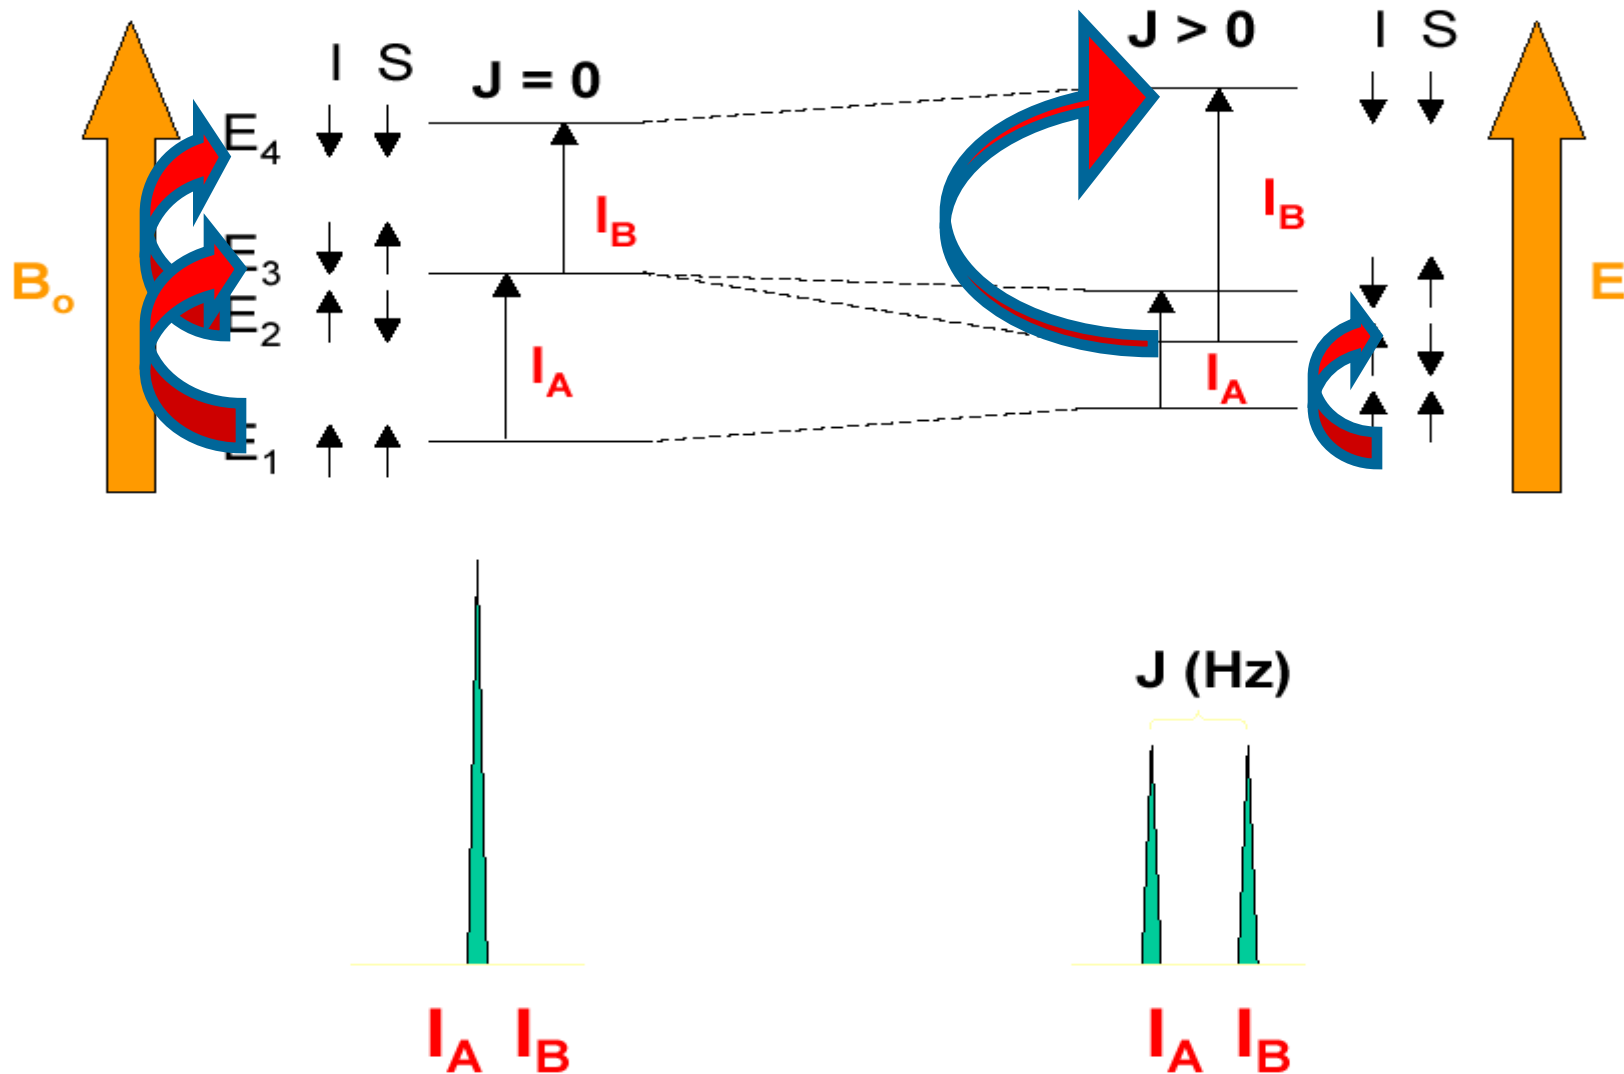 J = 0
I S
E4
E3
E2
E1
Bo
IB
IA
J > 0
I S
IB
IA
E
J (Hz)
IA IB
IA IB